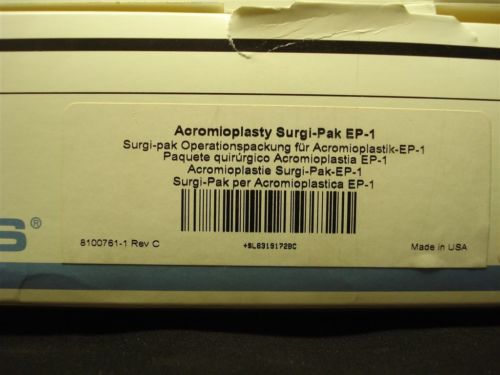 Acromioplasty Surgi-Pak EP-1
Surgi-pak Operationspackung für Acromioplastik-EP-1
Paquete quirúrgico Acromioplastia EP-1
Acromioplastie Surgi-Pak-EP-1
Surgi-Pak per Acromioplastica EP-1
S®
8100761-1 Rev C
Made in USA